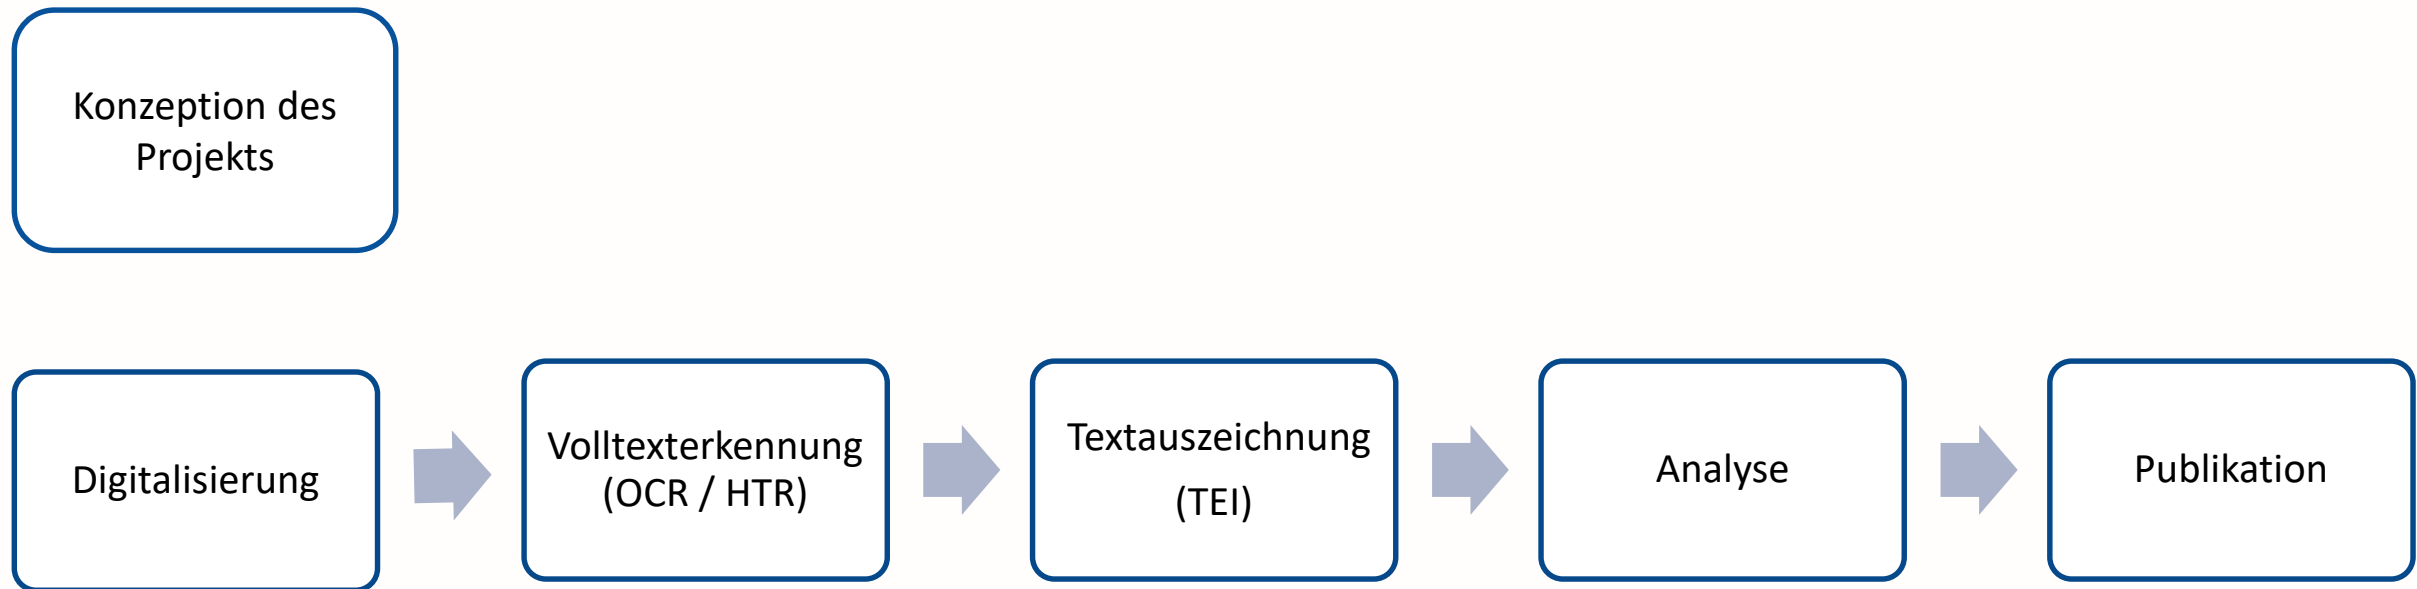 Konzeption des
Projekts
Digitalisierung
Volltexterkennung
(OCR / HTR)
Textauszeichnung
(TEI)
Analyse
Publikation